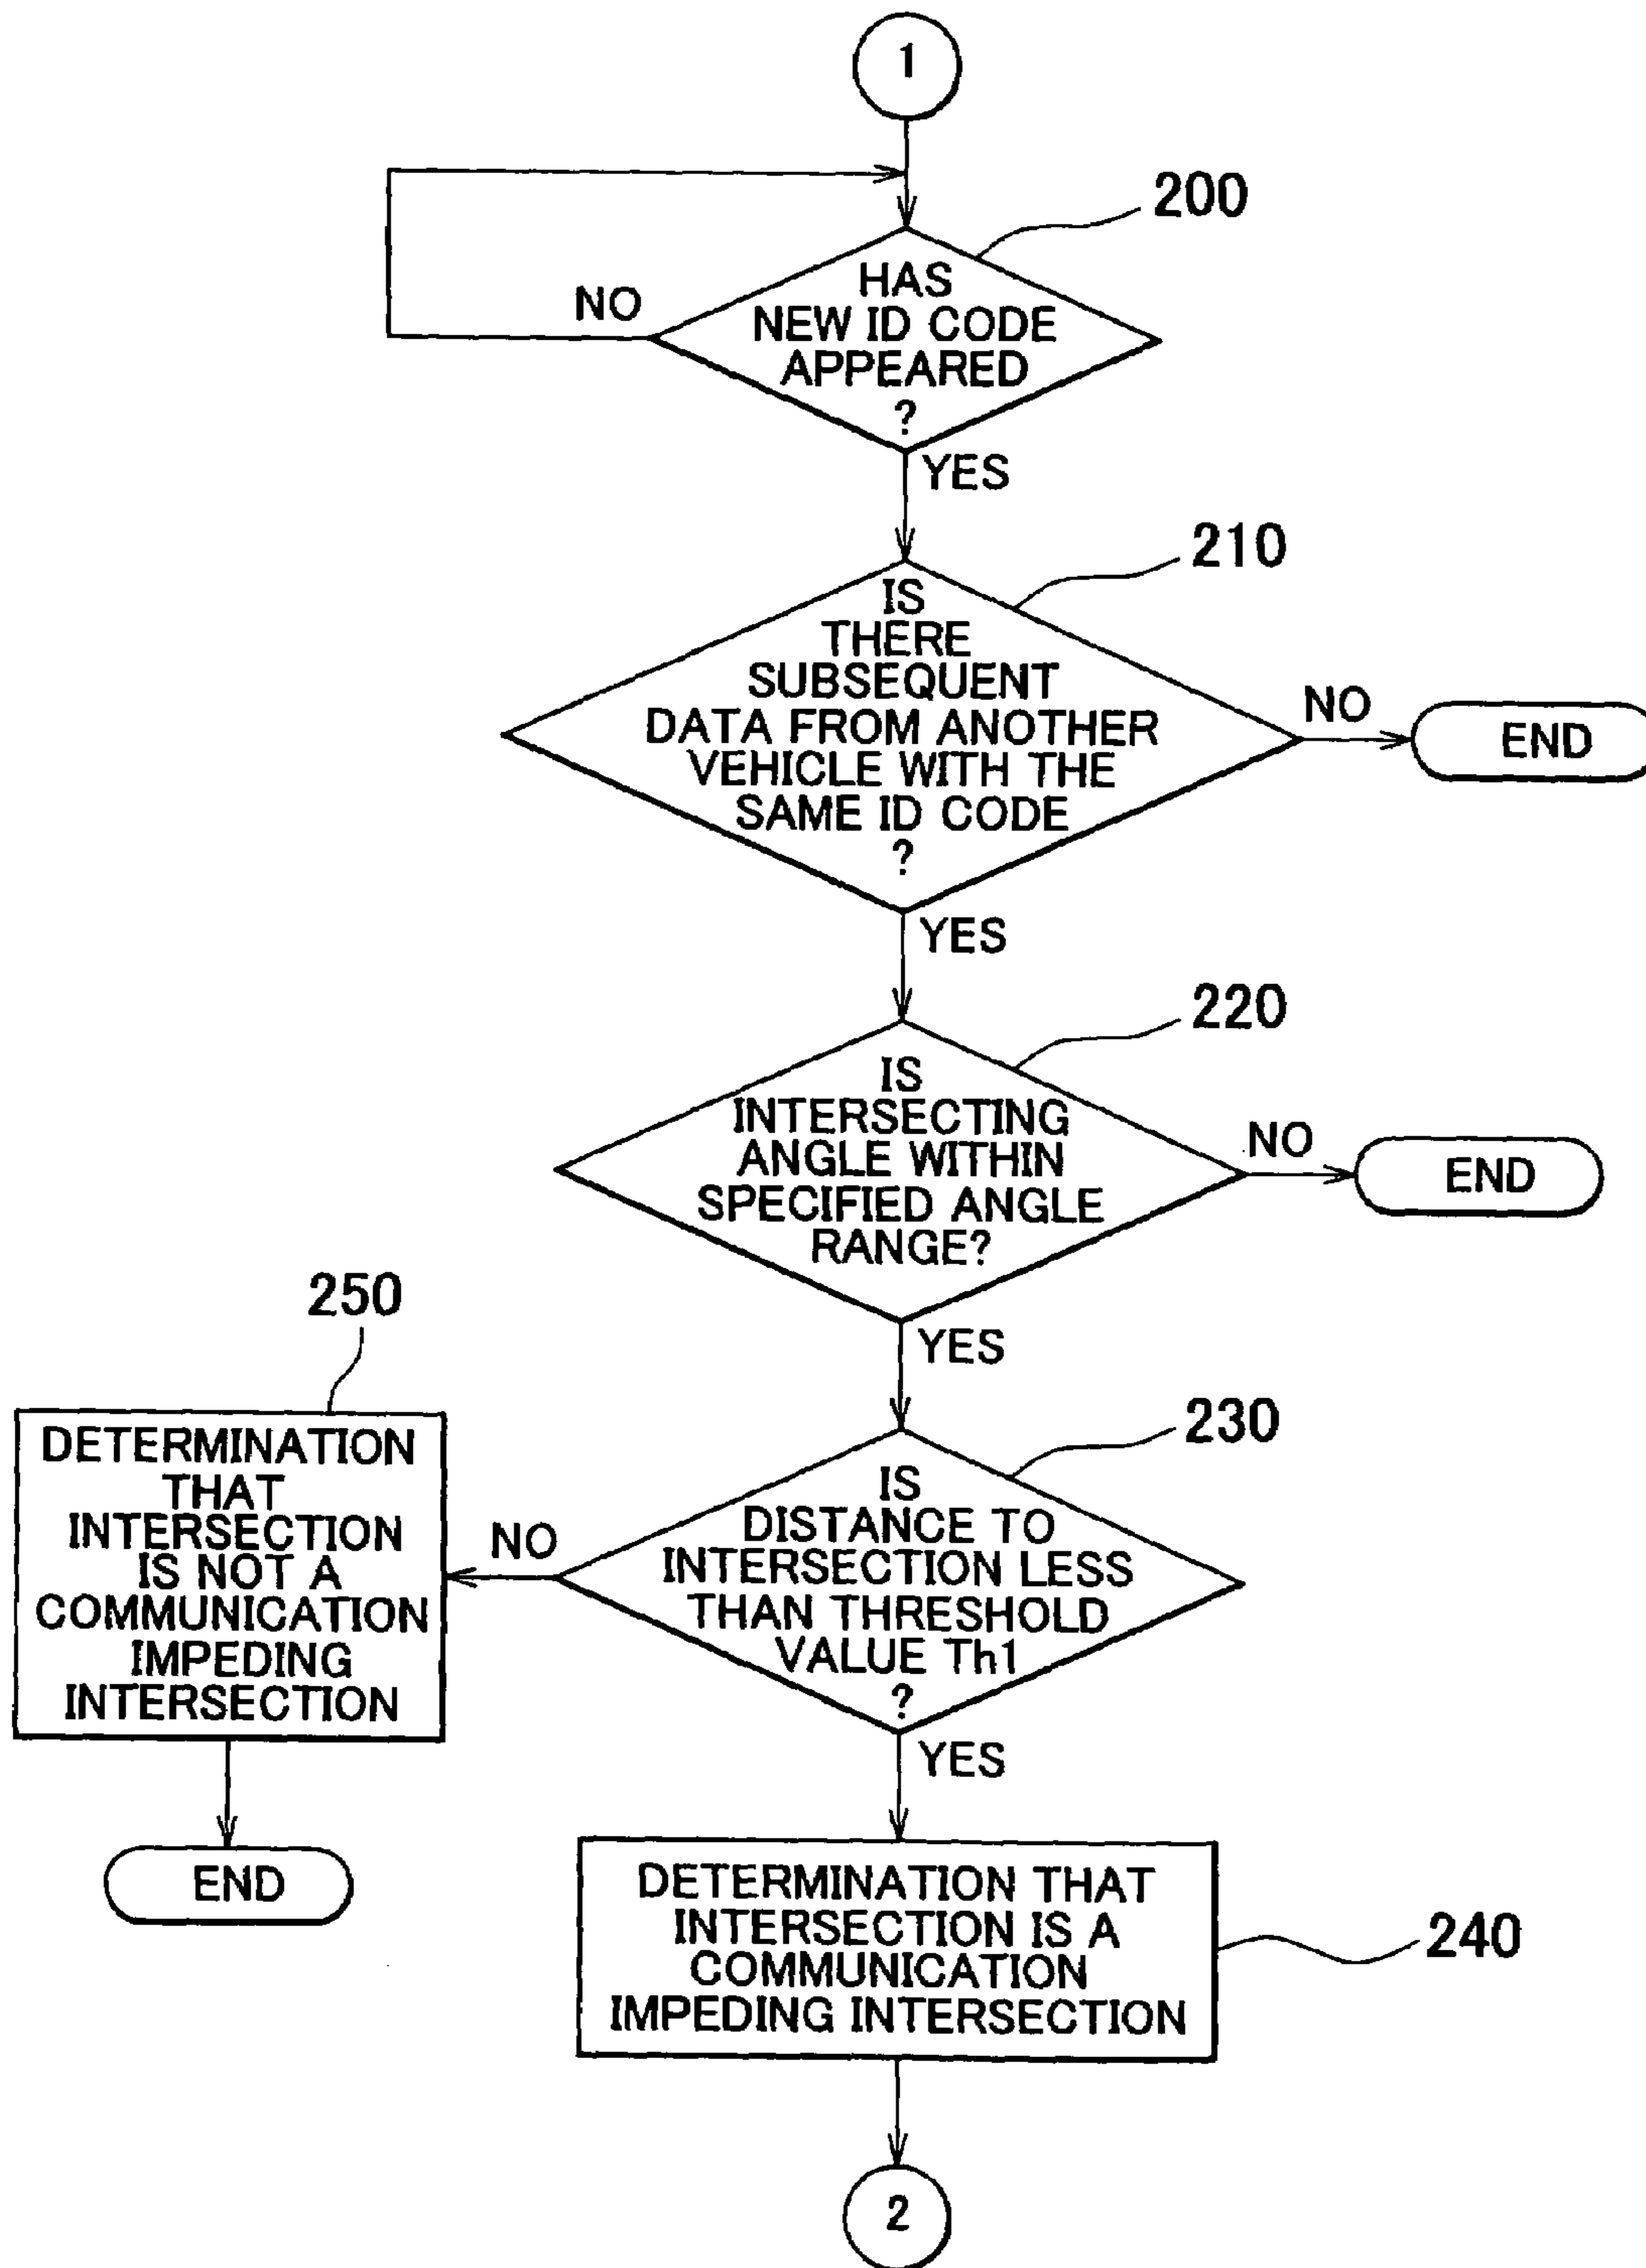 1
200
HAS
NEW ID CODE
APPEARED
?
NO
YES
210
IS
THERE
SUBSEQUENT
DATA FROM ANOTHER
VEHICLE WITH THE
SAME ID CODE
?
NO
END
YES
220
IS
INTERSECTING
ANGLE WITHIN
SPECIFIED ANGLE
RANGE?
NO
END
YES
250
DETERMINATION
THAT
INTERSECTION
IS NOT A
COMMUNICATION
IMPEDING
INTERSECTION
NO
230
IS
DISTANCE TO
INTERSECTION LESS
THAN THRESHOLD
VALUE Th1
?
YES
END
DETERMINATION THAT
INTERSECTION IS A
COMMUNICATION
IMPEDING INTERSECTION
240
2